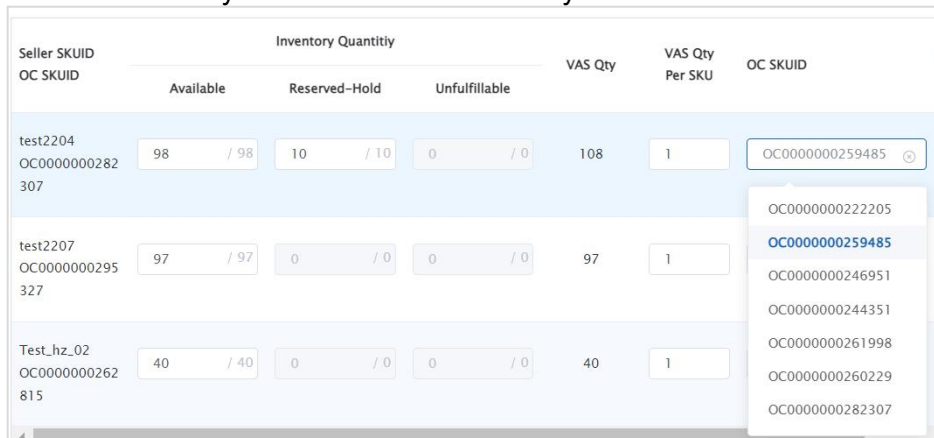 Seller SKUID
OC SKUID
Inventory Quantitiy
VAS Qty
VAS Qty
Per SKU
OC SKUID
Available
Reserved-Hold
Unfulfillable
test2204
OC0000000282
307
98 / 98
10 / 10
0 / 0
108
1
OC0000000259485
test2207
OC0000000295
327
97 / 97
0 / 0
0 / 0
97
1
Test_hz_02
OC0000000262
815
40 / 40
0 / 0
0 / 0
40
1
OC0000000222205
OC0000000259485
OC0000000246951
OC0000000244351
OC0000000261998
OC0000000260229
OC0000000282307